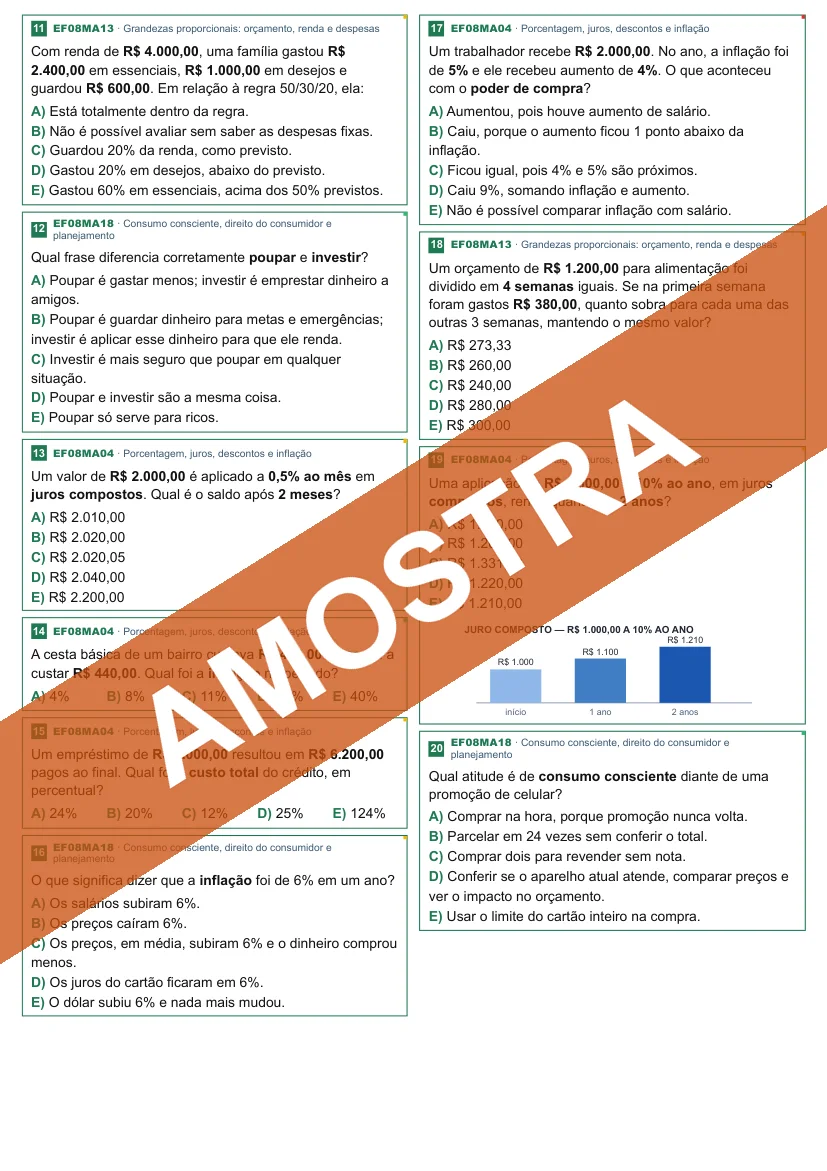 11 EF08MA13 · Grandezas proporcionais: orçamento, renda e despesas
Com renda de R$ 4.000,00, uma família gastou R$
2.400,00 em essenciais, R$ 1.000,00 em desejos e
guardou R$ 600,00. Em relação à regra 50/30/20, ela:
A) Está totalmente dentro da regra.
B) Não é possível avaliar sem saber as despesas fixas.
C) Guardou 20% da renda, como previsto.
D) Gastou 20% em desejos, abaixo do previsto.
E) Gastou 60% em essenciais, acima dos 50% previstos.
12 EF08MA18 · Consumo consciente, direito do consumidor e
planejamento
Qual frase diferencia corretamente poupar e investir?
A) Poupar é gastar menos; investir é emprestar dinheiro a
amigos.
B) Poupar é guardar dinheiro para metas e emergências;
investir é aplicar esse dinheiro para que ele renda.
C) Investir é mais seguro que poupar em qualquer
situação.
D) Poupar e investir são a mesma coisa.
E) Poupar só serve para ricos.
13 EF08MA04 · Porcentagem, juros, descontos e inflação
Um valor de R$ 2.000,00 é aplicado a 0,5% ao mês em
juros compostos. Qual é o saldo após 2 meses?
A) R$ 2.010,00
B) R$ 2.020,00
C) R$ 2.020,05
D) R$ 2.040,00
E) R$ 2.200,00
14 EF08MA04 · Porcentagem, juros, descontos
A cesta básica de um bairro
custar R$ 440,00. Qual foi a
A) 4% B) 8% C) 11% E) 40%
15 EF08MA04
Um empréstimo de resultou em R$ 6.200,00
pagos ao final. Qual custo total do crédito, em
percentual?
A) 24% B) 20% C) 12% D) 25% E) 124%
16 EF08MA18 · Consumo consciente, direito do consumidor e
planejamento
O que significa dizer que a inflação foi de 6% em um ano?
A) Os salários subiram 6%.
B) Os preços caíram 6%.
C) Os preços, em média, subiram 6% e o dinheiro comprou
menos.
D) Os juros do cartão ficaram em 6%.
E) O dólar subiu 6% e nada mais mudou.
17 EF08MA04 · Porcentagem, juros, descontos e inflação
Um trabalhador recebe R$ 2.000,00. No ano, a inflação foi
de 5% e ele recebeu aumento de 4%. O que aconteceu
com o poder de compra?
A) Aumentou, pois houve aumento de salário.
B) Caiu, porque o aumento ficou 1 ponto abaixo da
inflação.
C) Ficou igual, pois 4% e 5% são próximos.
D) Caiu 9%, somando inflação e aumento.
E) Não é possível comparar inflação com salário.
18 EF08MA13 · Grandezas proporcionais: orçamento, renda e despesas
Um orçamento de R$ 1.200,00 para alimentação foi
dividido em 4 semanas iguais. Se na primeira semana
foram gastos R$ 380,00, quanto sobra para cada uma das
outras 3 semanas, mantendo o mesmo valor?
A) R$ 273,33
B) R$ 260,00
C) R$ 240,00
D) R$ 280,00
E) R$ 300,00
19 EF08MA04
Uma 10% ao ano, em juros
anos?
A)
B)
C) R$ 1.331
D) R$ 1.220,00
1.210,00
JURO COMPOSTO — R$ 1.000,00 A 10% AO ANO
R$ 1.000 R$ 1.100 R$ 1.210
início 1 ano 2 anos
20 EF08MA18 · Consumo consciente, direito do consumidor e
planejamento
Qual atitude é de consumo consciente diante de uma
promoção de celular?
A) Comprar na hora, porque promoção nunca volta.
B) Parcelar em 24 vezes sem conferir o total.
C) Comprar dois para revender sem nota.
D) Conferir se o aparelho atual atende, comparar preços e
ver o impacto no orçamento.
E) Usar o limite do cartão inteiro na compra.
AMOSTRA